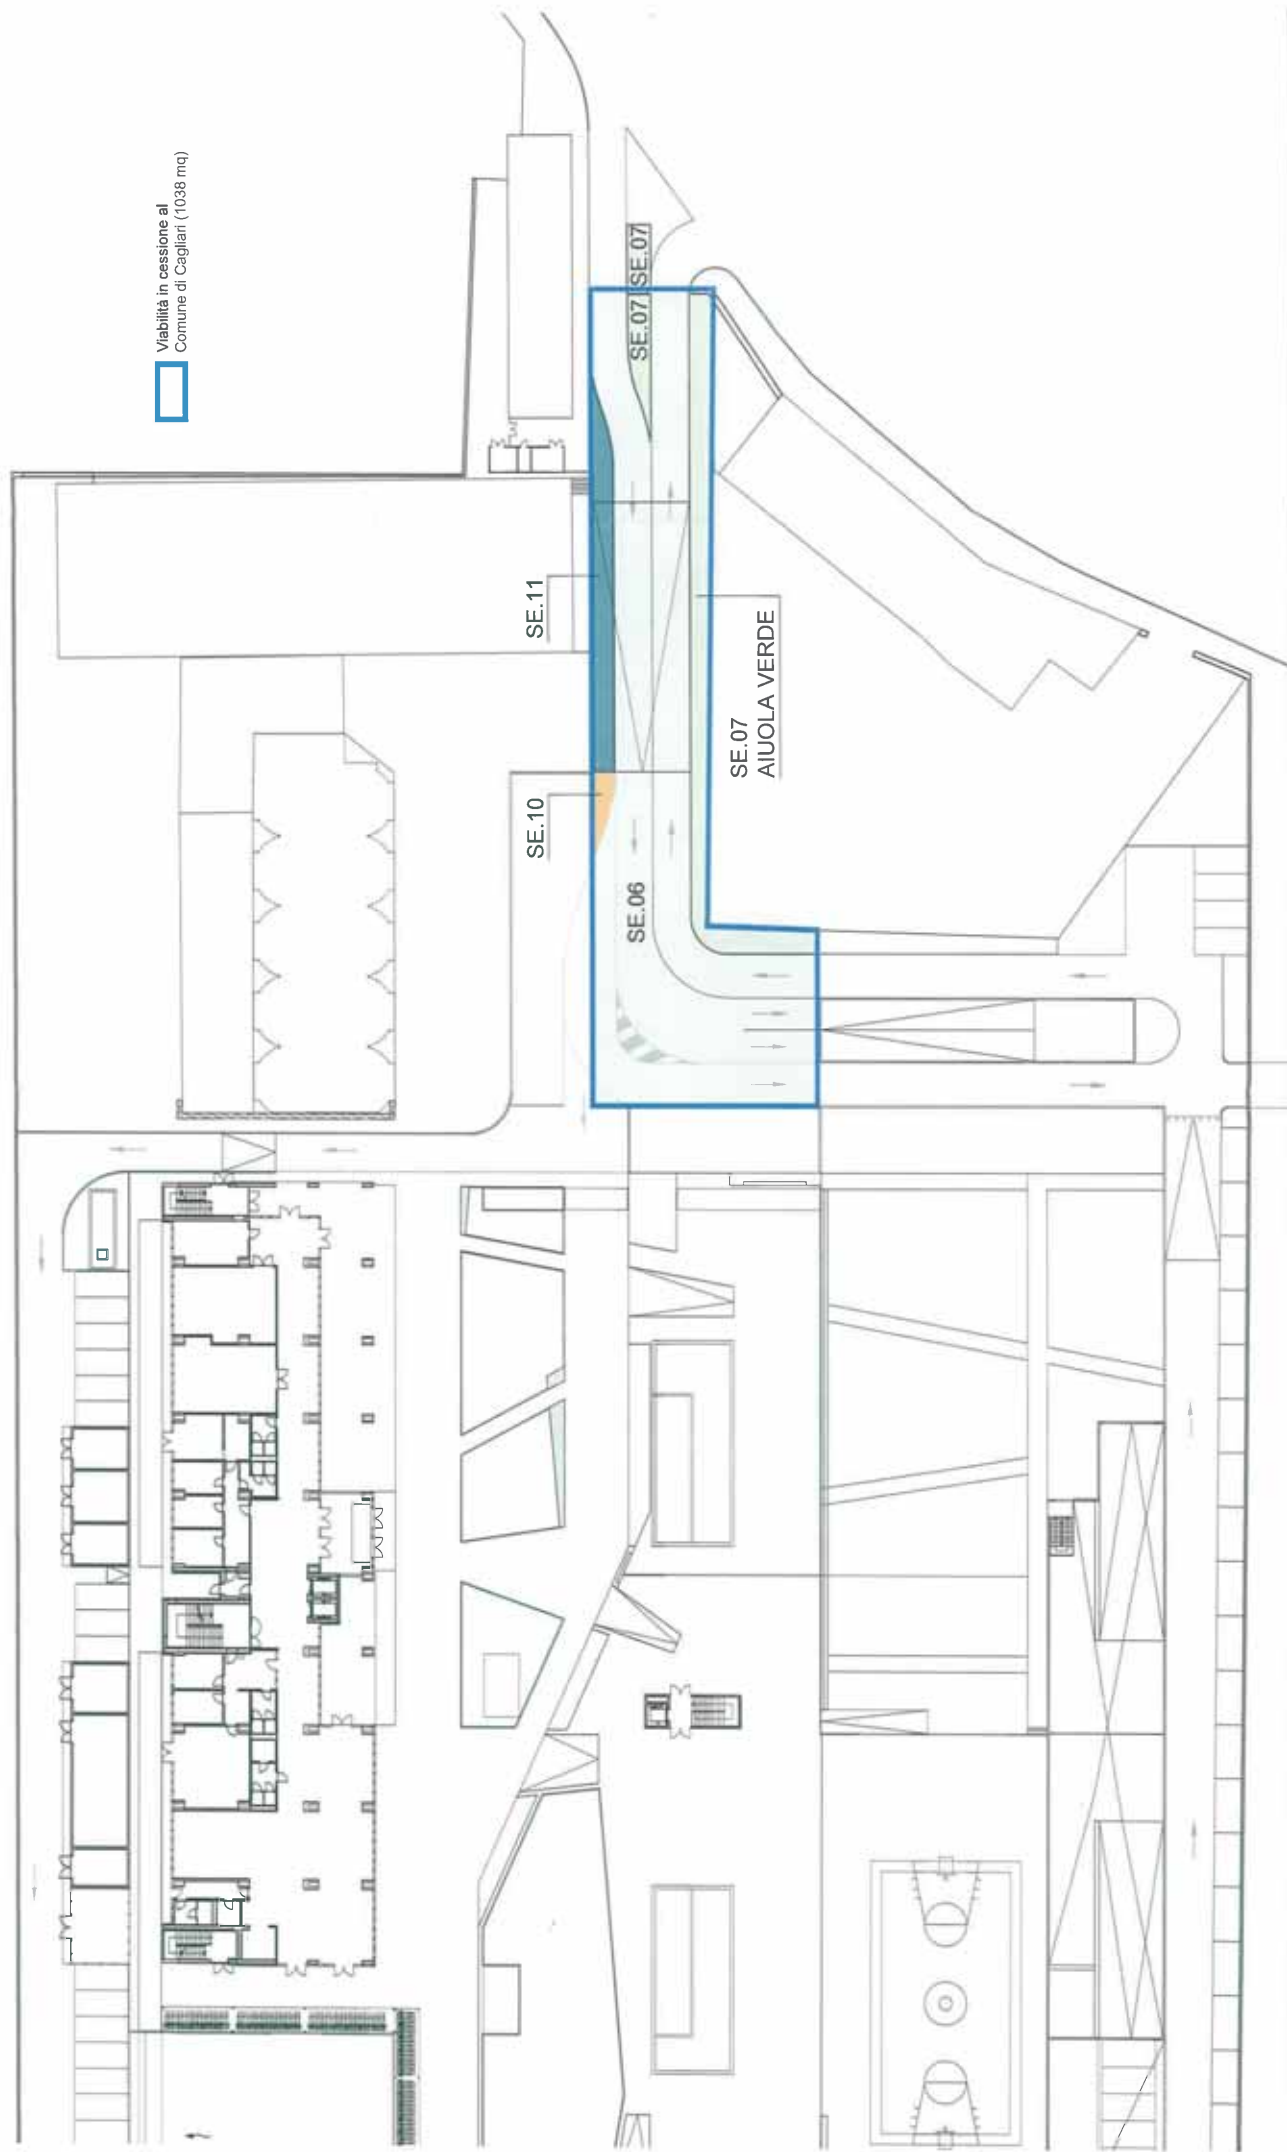 Viabilità in cessione al
Comune di Cagliari (1038 mq)
SE.07
SE.07
SE.11
SE.07
AIUOLA VERDE
SE.10
SE.06